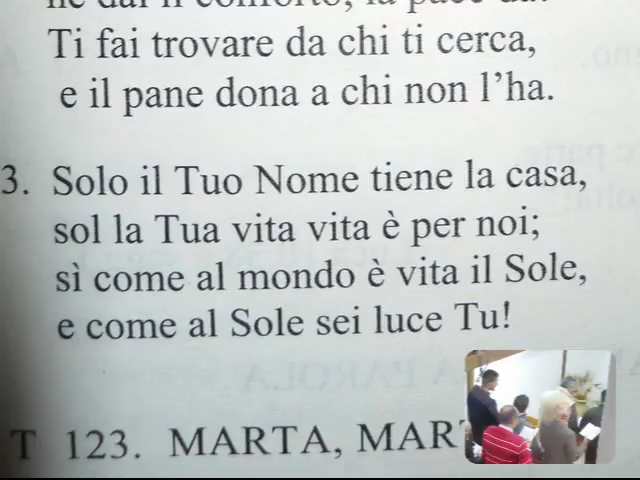 Ti fai trovare da chi ti cerca,
e il pane dona a chi non l'ha.
3. Solo il Tuo Nome tiene la casa,
sol la Tua vita vita è per noi;
sì come al mondo è vita il Sole,
e come al Sole sei luce Tu!
T 123. MARTA,